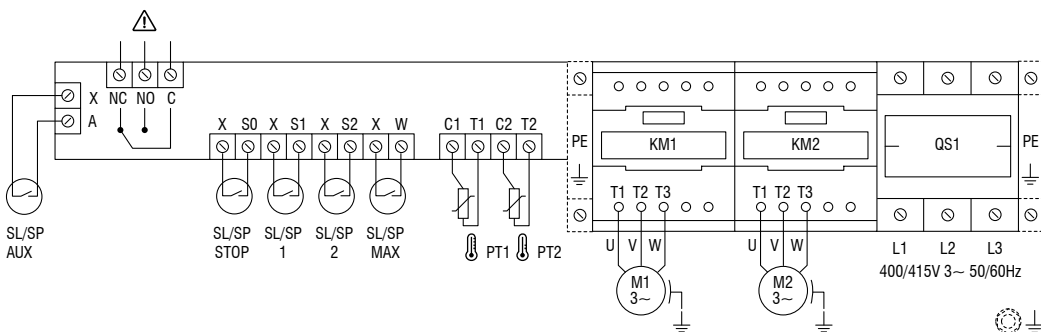 X NC NO C
A
X S0 X S1 X S2 X W C1 T1 C2 T2
PE KM1 KM2 QS1 PE
T1 T2 T3 T1 T2 T3
SL/SP
AUX
SL/SP
STOP
SL/SP
1
SL/SP
2
SL/SP
MAX
PT1 PT2
U V W U V W
L1 L2 L3
400/415V 3~ 50/60Hz
M1
3~
M2
3~